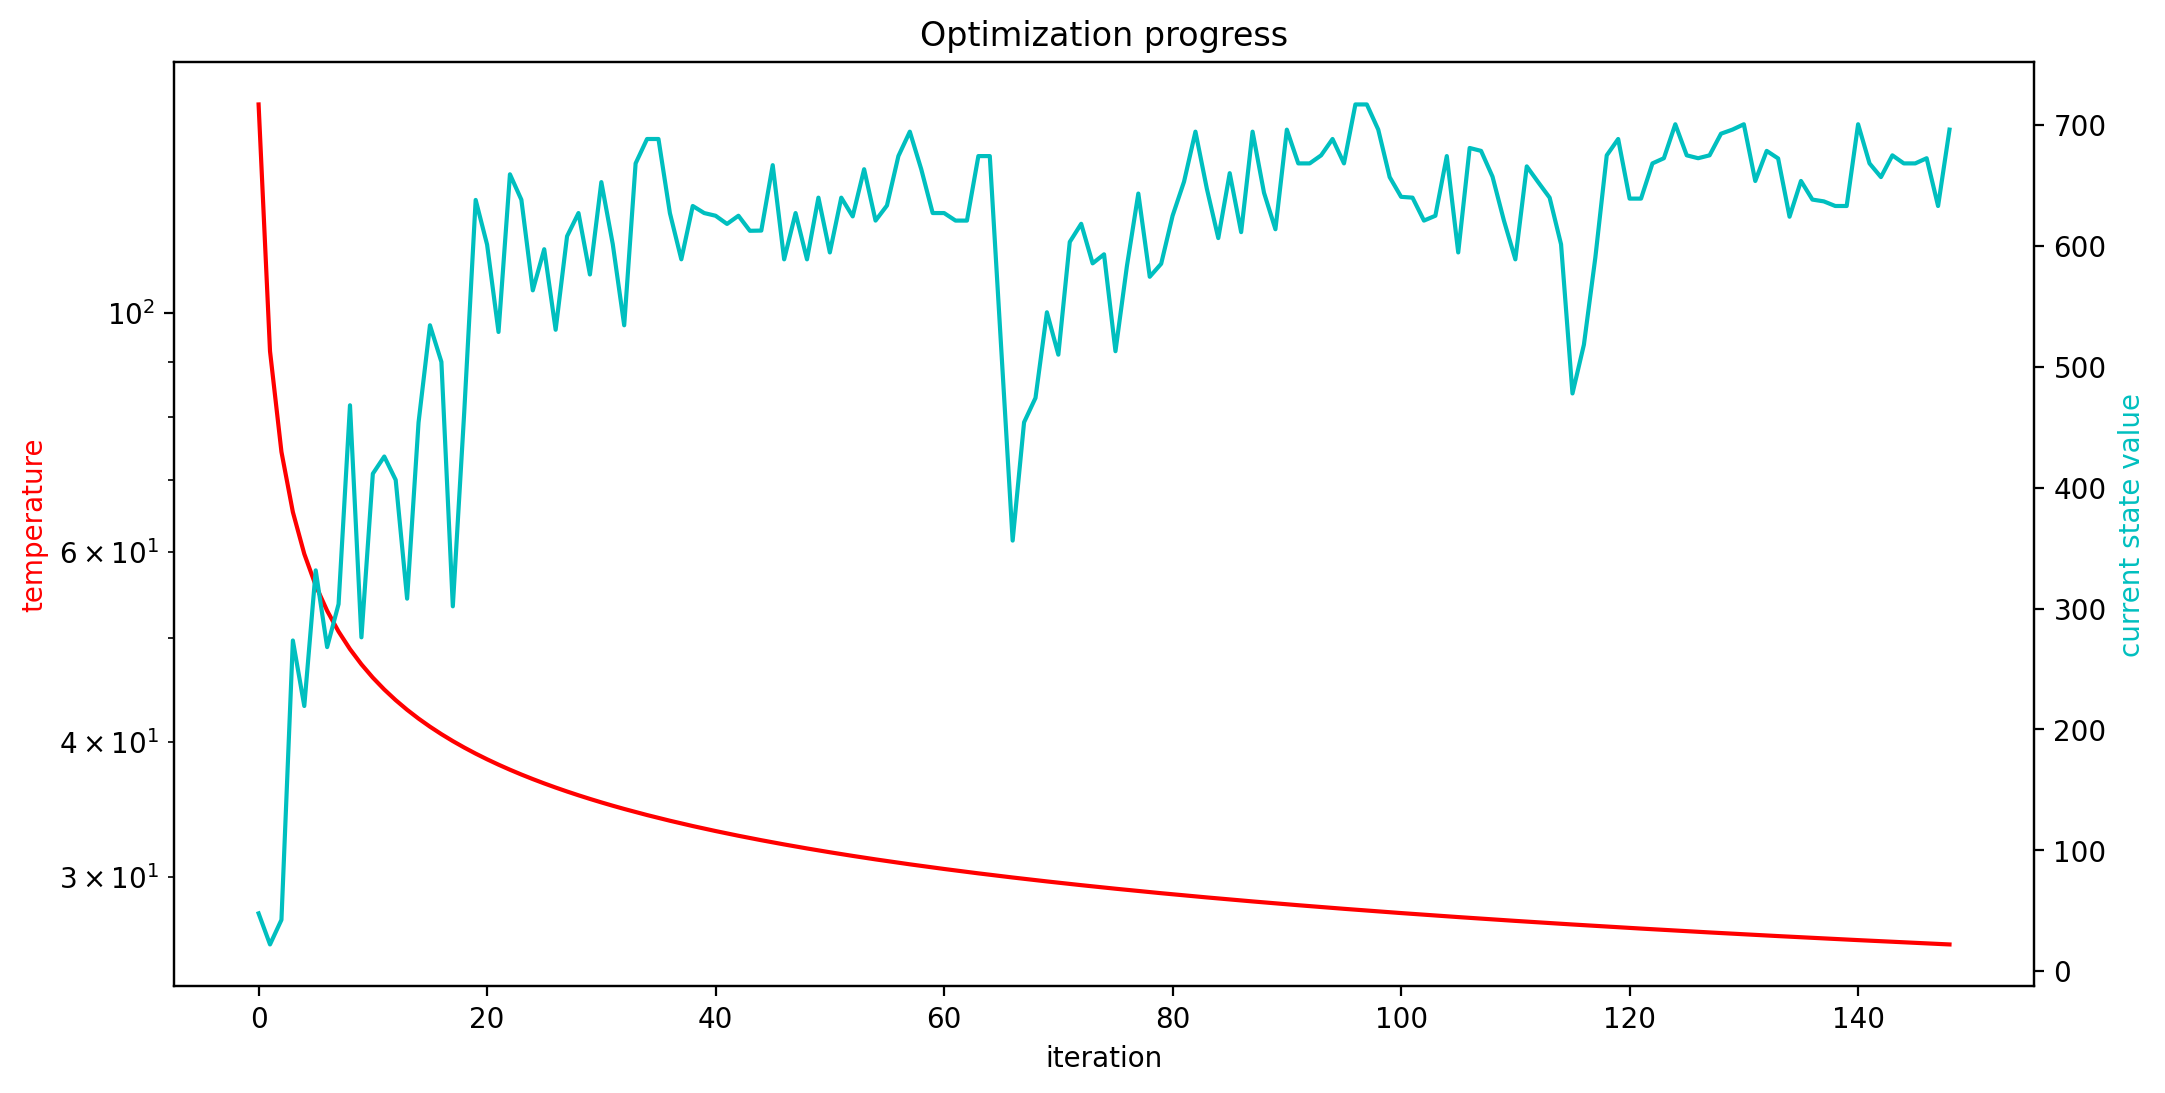 Optimization progress
temperature
10²
6 × 10¹
4 × 10¹
3 × 10¹
700
600
500
400
300
200
100
0
current state value
0 20 40 60 80 100 120 140
iteration